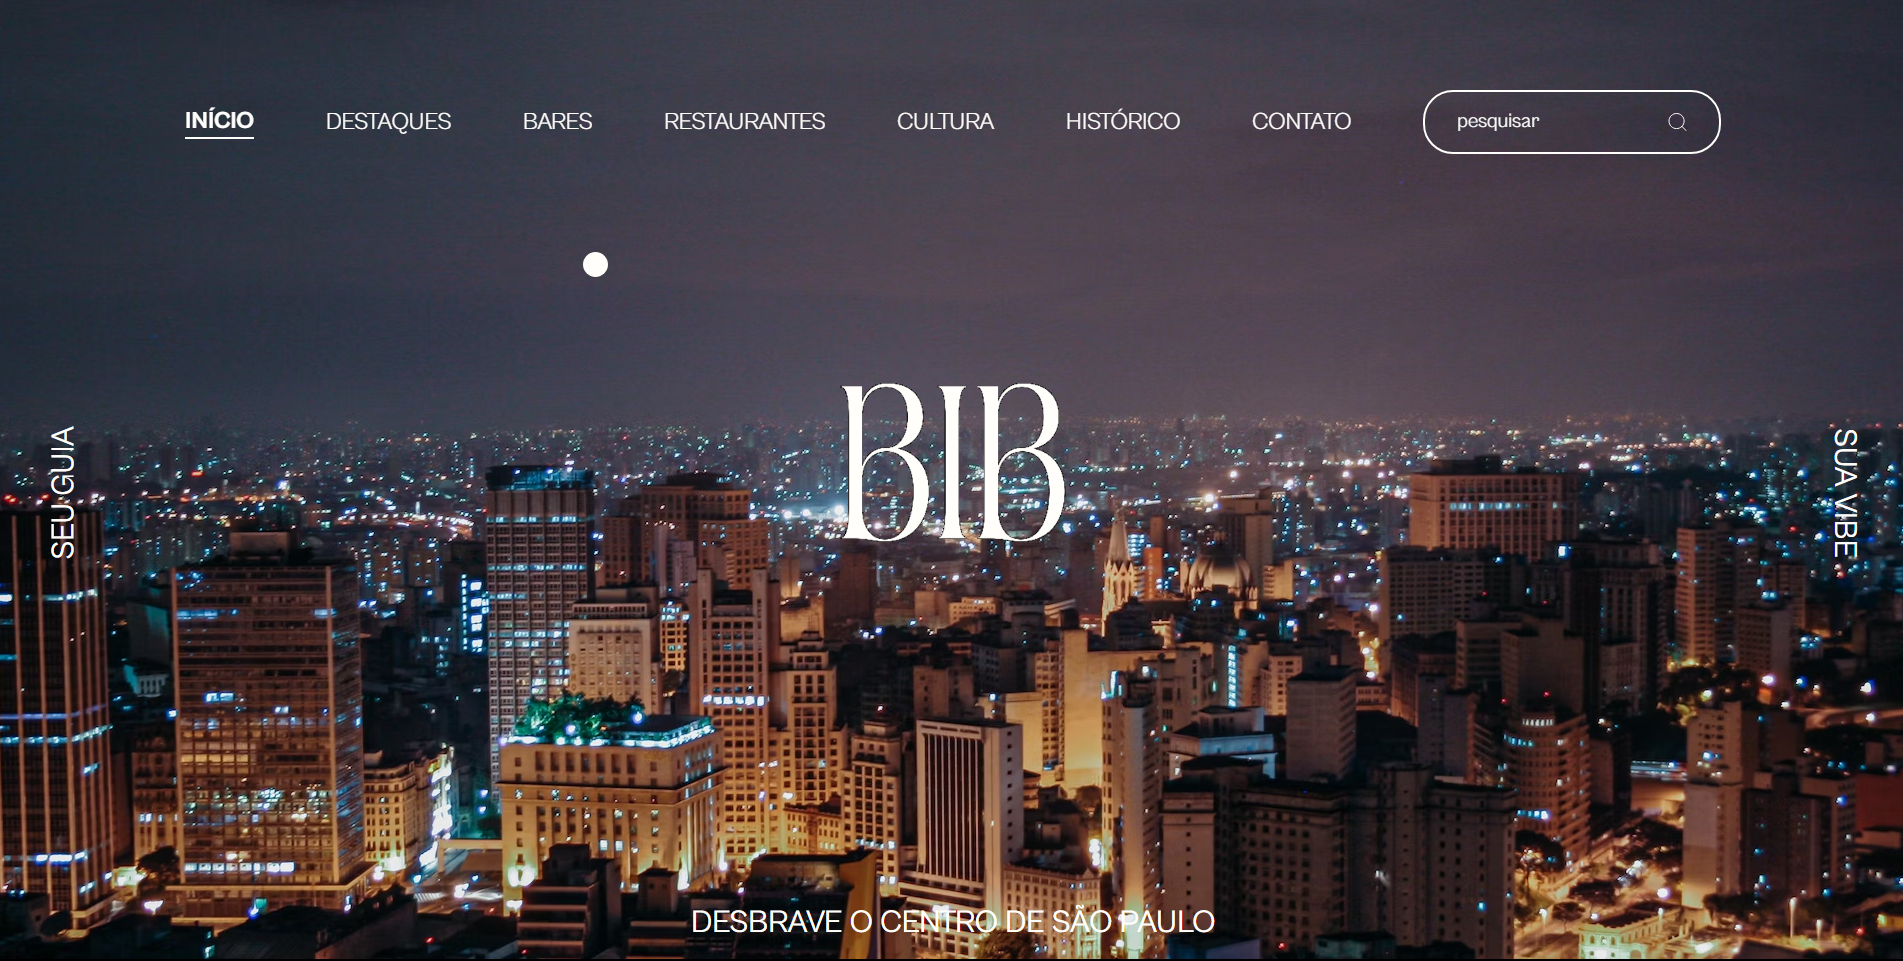 INÍCIO
DESTAQUES
BARES
RESTAURANTES
CULTURA
HISTÓRICO
CONTATO
pesquisar
BIB
SEU GUIA
SUA VIBE
DESBRAVE O CENTRO DE SÃO PAULO